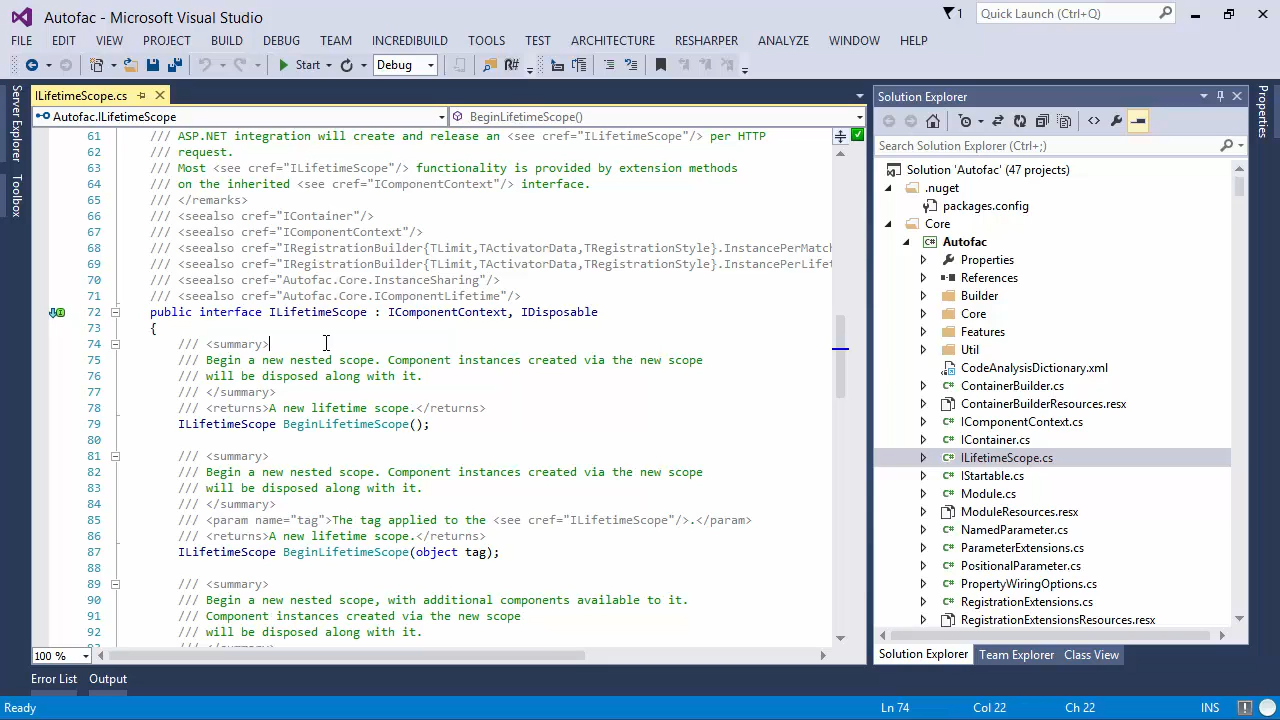 Autofac - Microsoft Visual Studio
1
Quick Launch (Ctrl+Q)
FILE EDIT VIEW PROJECT BUILD DEBUG TEAM INCREDIBUILD TOOLS TEST ARCHITECTURE RESHARPER ANALYZE WINDOW HELP
Start Debug R#
Server Explorer
Toolbox
ILifetimeScope.cs
Autofac.ILifetimeScope
BeginLifetimeScope()
61 /// ASP.NET integration will create and release an <see cref="ILifetimeScope"/> per HTTP
62 /// request.
63 /// Most <see cref="ILifetimeScope"/> functionality is provided by extension methods
64 /// on the inherited <see cref="IComponentContext"/> interface.
65 /// </remarks>
66 /// <seealso cref="IContainer"/>
67 /// <seealso cref="IComponentContext"/>
68 /// <seealso cref="IRegistrationBuilder{TLimit,TActivatorData,TRegistrationStyle}.InstancePerMatc
69 /// <seealso cref="IRegistrationBuilder{TLimit,TActivatorData,TRegistrationStyle}.InstancePerLifet
70 /// <seealso cref="Autofac.Core.InstanceSharing"/>
71 /// <seealso cref="Autofac.Core.IComponentLifetime"/>
72 public interface ILifetimeScope : IComponentContext, IDisposable
73 {
74 /// <summary>
75 /// Begin a new nested scope. Component instances created via the new scope
76 /// will be disposed along with it.
77 /// </summary>
78 /// <returns>A new lifetime scope.</returns>
79 ILifetimeScope BeginLifetimeScope();
80
81 /// <summary>
82 /// Begin a new nested scope. Component instances created via the new scope
83 /// will be disposed along with it.
84 /// </summary>
85 /// <param name="tag">The tag applied to the <see cref="ILifetimeScope"/>.</param>
86 /// <returns>A new lifetime scope.</returns>
87 ILifetimeScope BeginLifetimeScope(object tag);
88
89 /// <summary>
90 /// Begin a new nested scope, with additional components available to it.
91 /// Component instances created via the new scope
92 /// will be disposed along with it.
100 %
Solution Explorer
Search Solution Explorer (Ctrl+;)
Solution 'Autofac' (47 projects)
.nuget
packages.config
Core
C# Autofac
Properties
References
Builder
Core
Features
Util
CodeAnalysisDictionary.xml
C# ContainerBuilder.cs
ContainerBuilderResources.resx
C# IComponentContext.cs
C# IContainer.cs
C# ILifetimeScope.cs
C# IStartable.cs
C# Module.cs
ModuleResources.resx
C# NamedParameter.cs
C# ParameterExtensions.cs
C# PositionalParameter.cs
C# PropertyWiringOptions.cs
C# RegistrationExtensions.cs
RegistrationExtensionsResources.resx
Solution Explorer Team Explorer Class View
Properties
Error List Output
Ready Ln 74 Col 22 Ch 22 INS